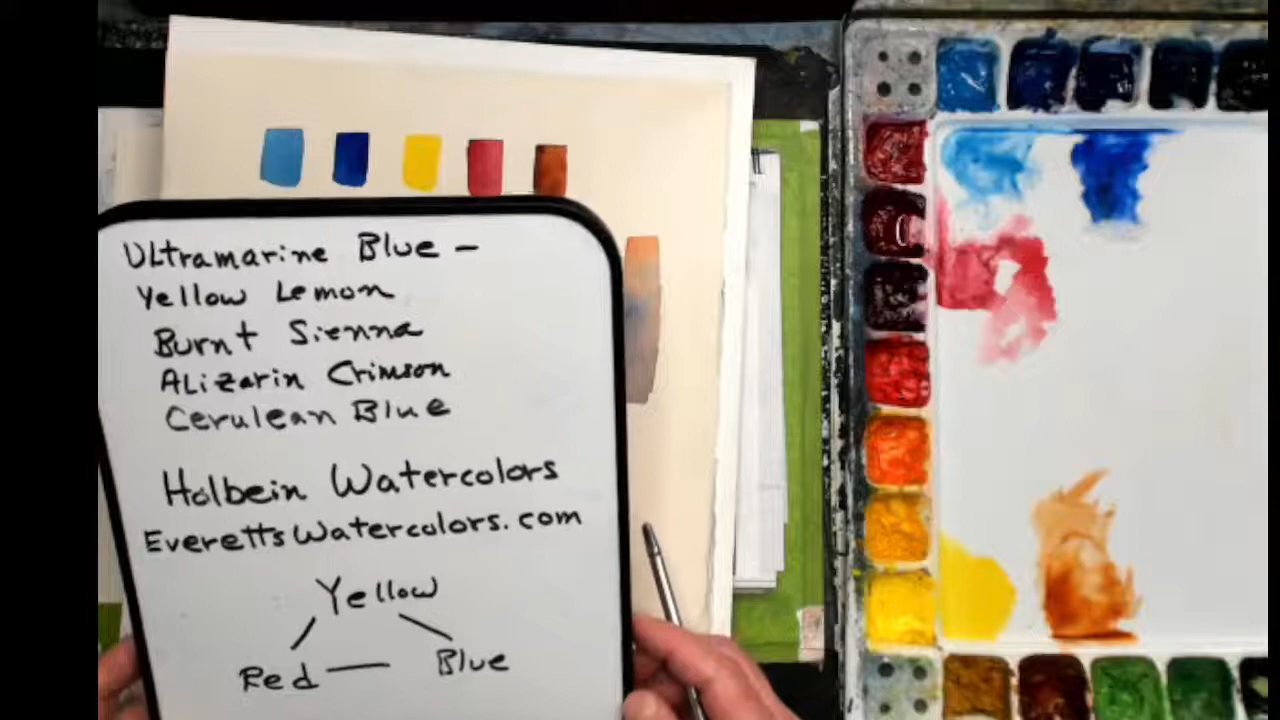 Ultramarine Blue -
Yellow Lemon
Burnt Sienna
Alizarin Crimson
Cerulean Blue
Holbein Watercolors
EverettsWatercolors.com
Yellow
Red - Blue